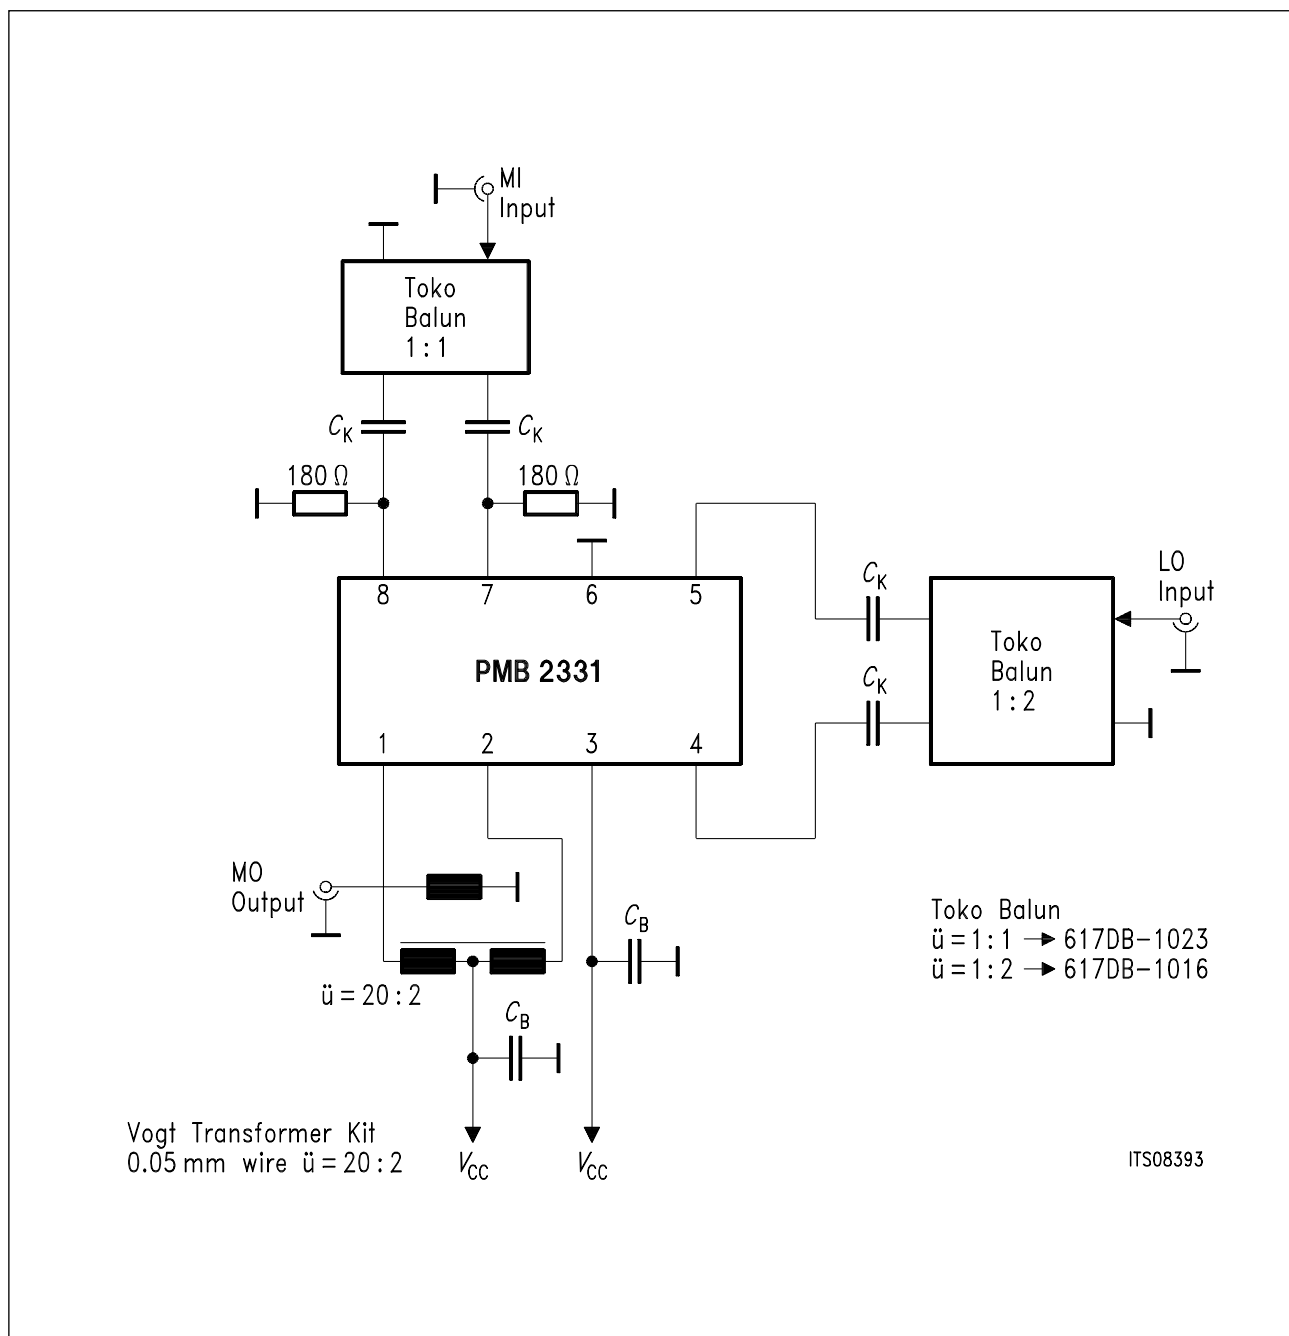 MI
Input
Toko
Balun
1 : 1
CK
CK
180 Ω
180 Ω
8
7
6
5
PMB 2331
1
2
3
4
CK
CK
LO
Input
Toko
Balun
1 : 2
MO
Output
ü = 20 : 2
CB
CB
Toko Balun
ü = 1 : 1 → 617DB-1023
ü = 1 : 2 → 617DB-1016
Vogt Transformer Kit
0.05 mm wire ü = 20 : 2
VCC
VCC
ITS08393